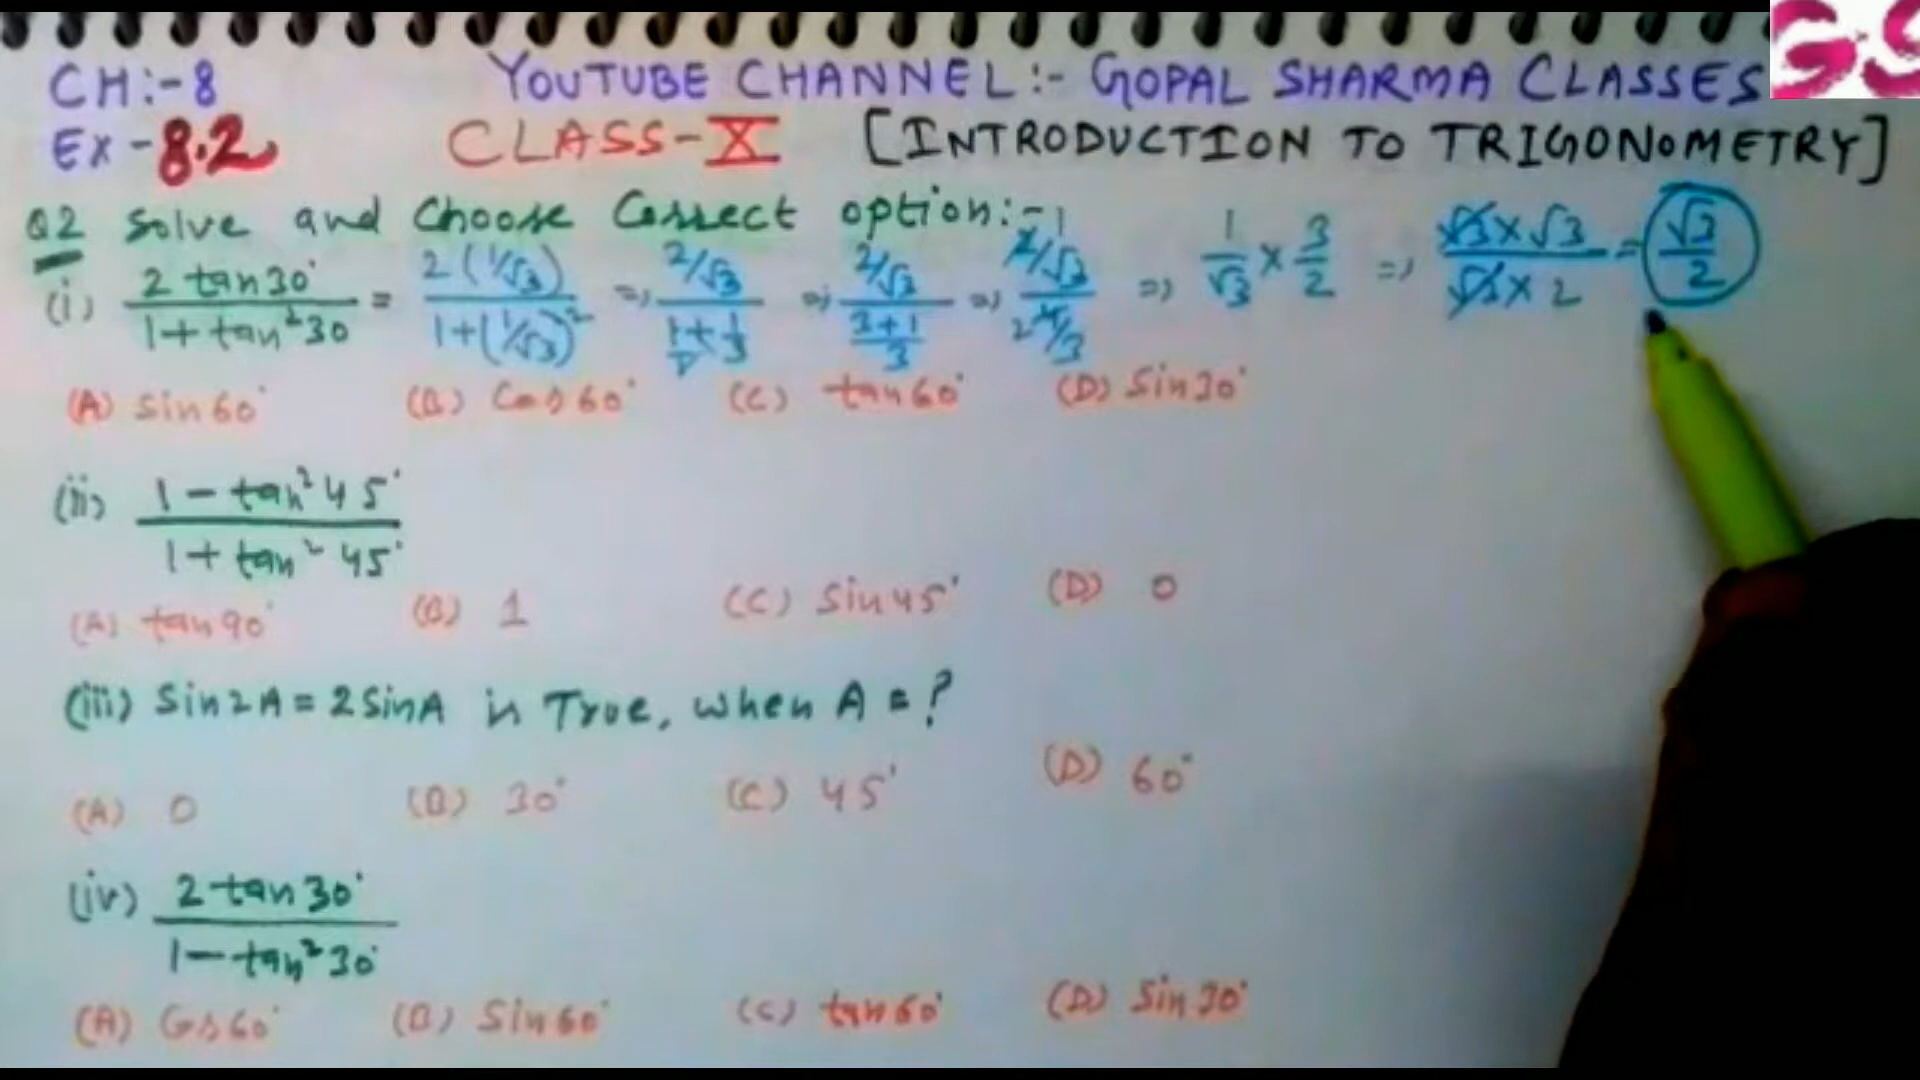 GS
CH:-8 YOUTUBE CHANNEL:- GOPAL SHARMA CLASSES
EX-8.2 CLASS-X [INTRODUCTION TO TRIGONOMETRY]
Q2 Solve and Choose Correct option:-
(i) 2 tan30° / 1+tan²30 = 2(1/√3) / 1+(1/√3)² => 2/√3 / 1/1+1/3 => 2/√3 / 3+1/3 => 2/√3 / 4/3 => 1/√3 × 3/2 => √3×√3 / √3×2 = √3/2
(A) Sin60° (B) Cos60° (C) tan60° (D) Sin30°
(ii) 1-tan²45° / 1+tan²45°
(A) tan90° (B) 1 (C) Sin45° (D) 0
(iii) Sin2A = 2SinA is True, when A = ?
(A) 0 (B) 30° (C) 45° (D) 60°
(iv) 2tan30° / 1-tan²30°
(A) Cos60° (B) Sin60° (C) tan60° (D) Sin30°